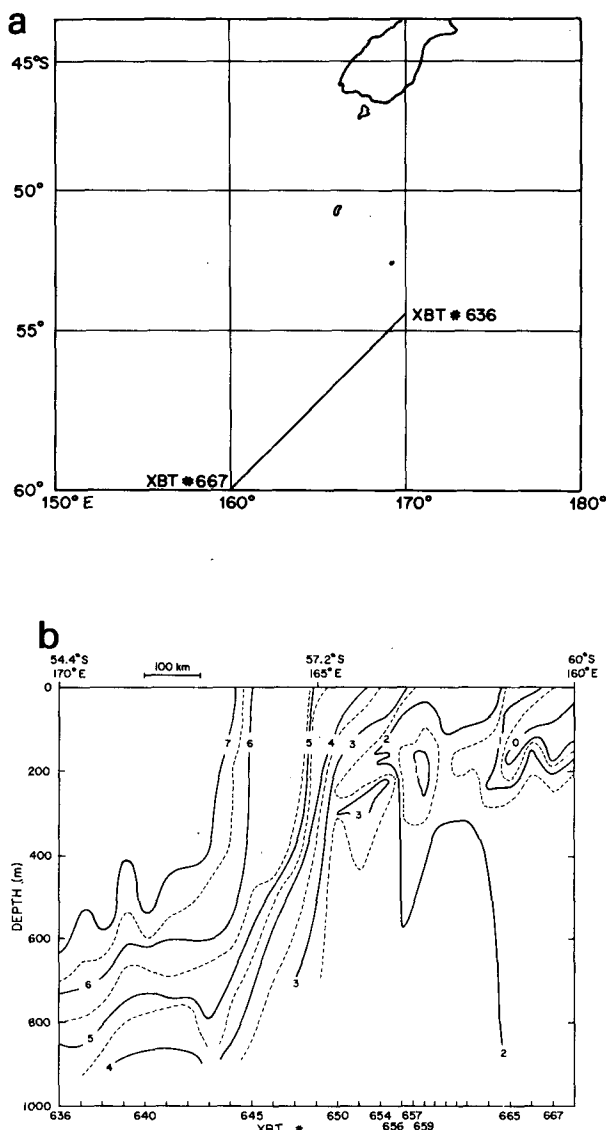 a
45°S
50°
XBT # 636
55°
XBT #667
60°
150° E 160° 170° 180°
b
54.4°S 57.2°S 60°S
170°E 100 km 165°E 160°E
0
7 6 5 4 3 2 1 0
200
3
400
DEPTH (m)
600
6 3
800
5
4 2
1000
636 640 645 650 654 657 665 667
656 659
XBT #